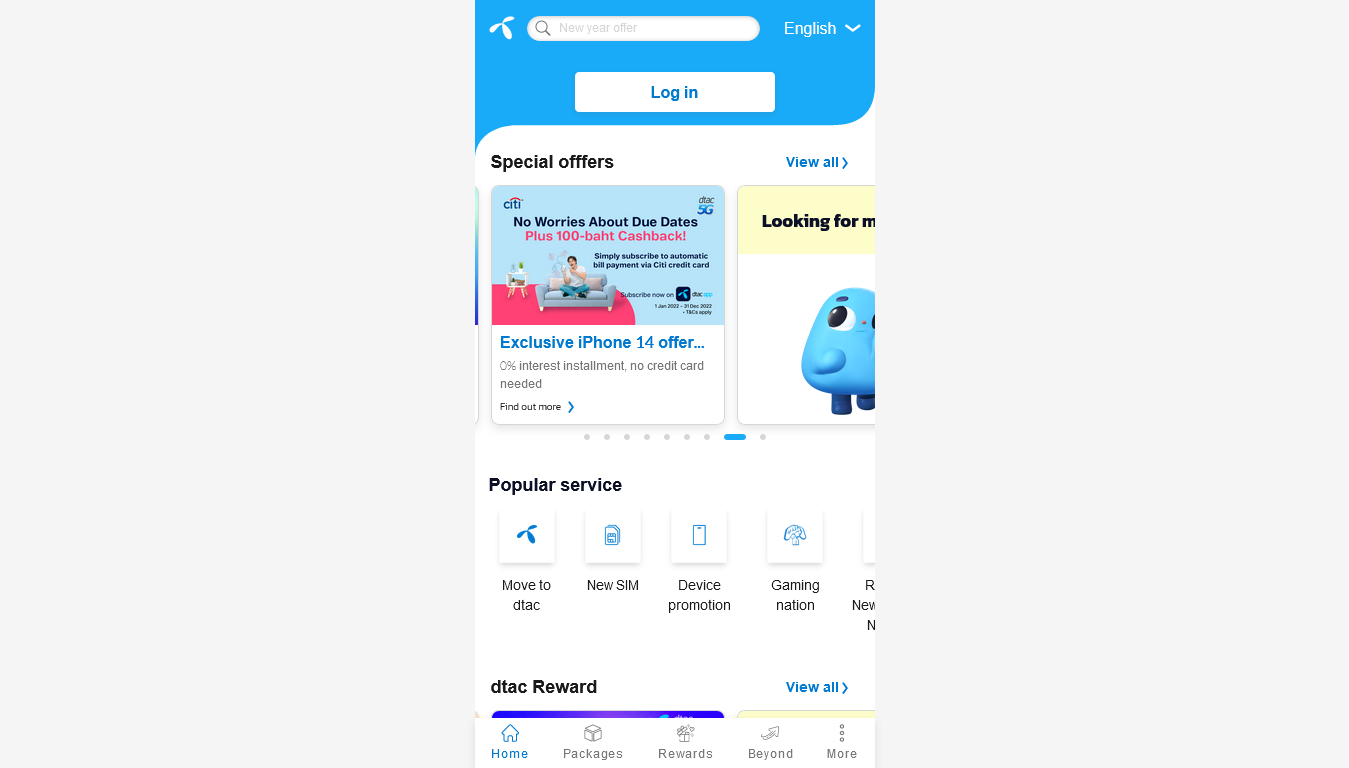 New year offer
English
Log in
Special offfers
View all
citi
dtac
5G
No Worries About Due Dates
Plus 100-baht Cashback!
Simply subscribe to automatic
bill payment via Citi credit card
Subscribe now on dtac app
1 Jan 2022 – 31 Dec 2022
• T&Cs apply
Exclusive iPhone 14 offer...
0% interest installment, no credit card
needed
Find out more
Looking for m
Popular service
Move to
dtac
New SIM
Device
promotion
Gaming
nation
R
New
N
dtac Reward
View all
dtac
Home
Packages
Rewards
Beyond
More